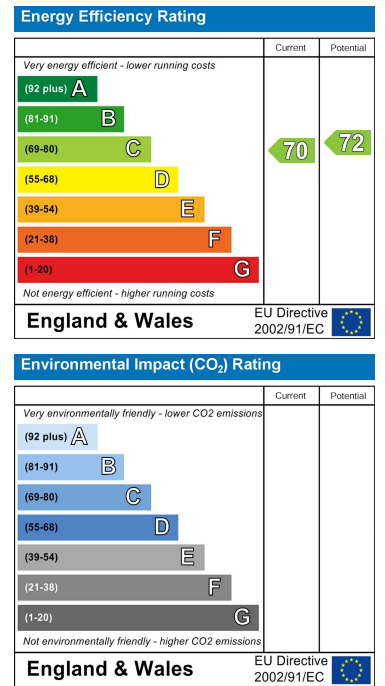 Energy Efficiency Rating
Current Potential
Very energy efficient - lower running costs
(92 plus) A
(81-91) B
(69-80) C
70 72
(55-68) D
(39-54) E
(21-38) F
(1-20) G
Not energy efficient - higher running costs
England & Wales
EU Directive
2002/91/EC
Environmental Impact (CO₂) Rating
Current Potential
Very environmentally friendly - lower CO2 emissions
(92 plus) A
(81-91) B
(69-80) C
(55-68) D
(39-54) E
(21-38) F
(1-20) G
Not environmentally friendly - higher CO2 emissions
England & Wales
EU Directive
2002/91/EC